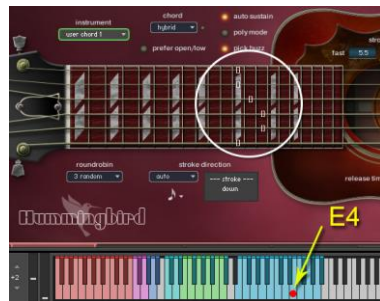 instrument
user chord 1
chord
hybrid
auto sustain
poly mode
prefer open/low
pick buzz
fast 5.5
roundrobin
3 random
stroke direction
auto
--- stroke ---
down
release tim
Hummingbird
E4
+2